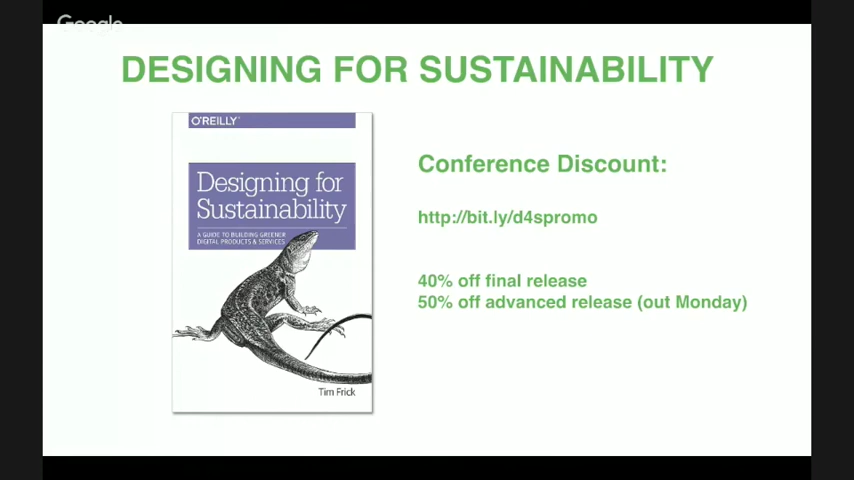 Google
DESIGNING FOR SUSTAINABILITY
O'REILLY®
Designing for
Sustainability
A GUIDE TO BUILDING GREENER
DIGITAL PRODUCTS & SERVICES
Tim Frick
Conference Discount:
http://bit.ly/d4spromo
40% off final release
50% off advanced release (out Monday)